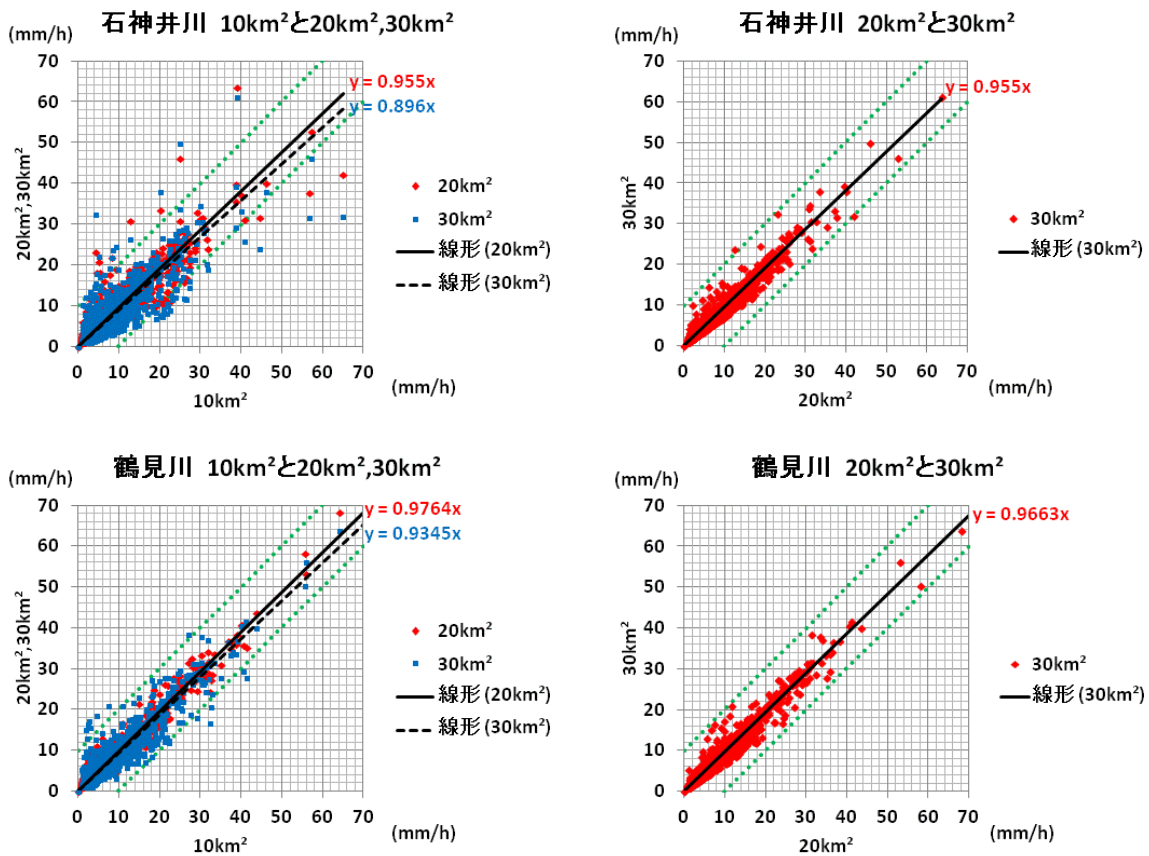 石神井川 10km²と20km²,30km²
(mm/h)
70
60
50
40
30
20
10
0
20km²,30km²
y = 0.955x
y = 0.896x
20km²
30km²
線形 (20km²)
線形 (30km²)
0 10 20 30 40 50 60 70
10km²
(mm/h)
石神井川 20km²と30km²
(mm/h)
70
60
50
40
30
20
10
0
30km²
y = 0.955x
30km²
線形 (30km²)
0 10 20 30 40 50 60 70
20km²
(mm/h)
鶴見川 10km²と20km²,30km²
(mm/h)
70
60
50
40
30
20
10
0
20km²,30km²
y = 0.9764x
y = 0.9345x
20km²
30km²
線形 (20km²)
線形 (30km²)
0 10 20 30 40 50 60 70
10km²
(mm/h)
鶴見川 20km²と30km²
(mm/h)
70
60
50
40
30
20
10
0
30km²
y = 0.9663x
30km²
線形 (30km²)
0 10 20 30 40 50 60 70
20km²
(mm/h)